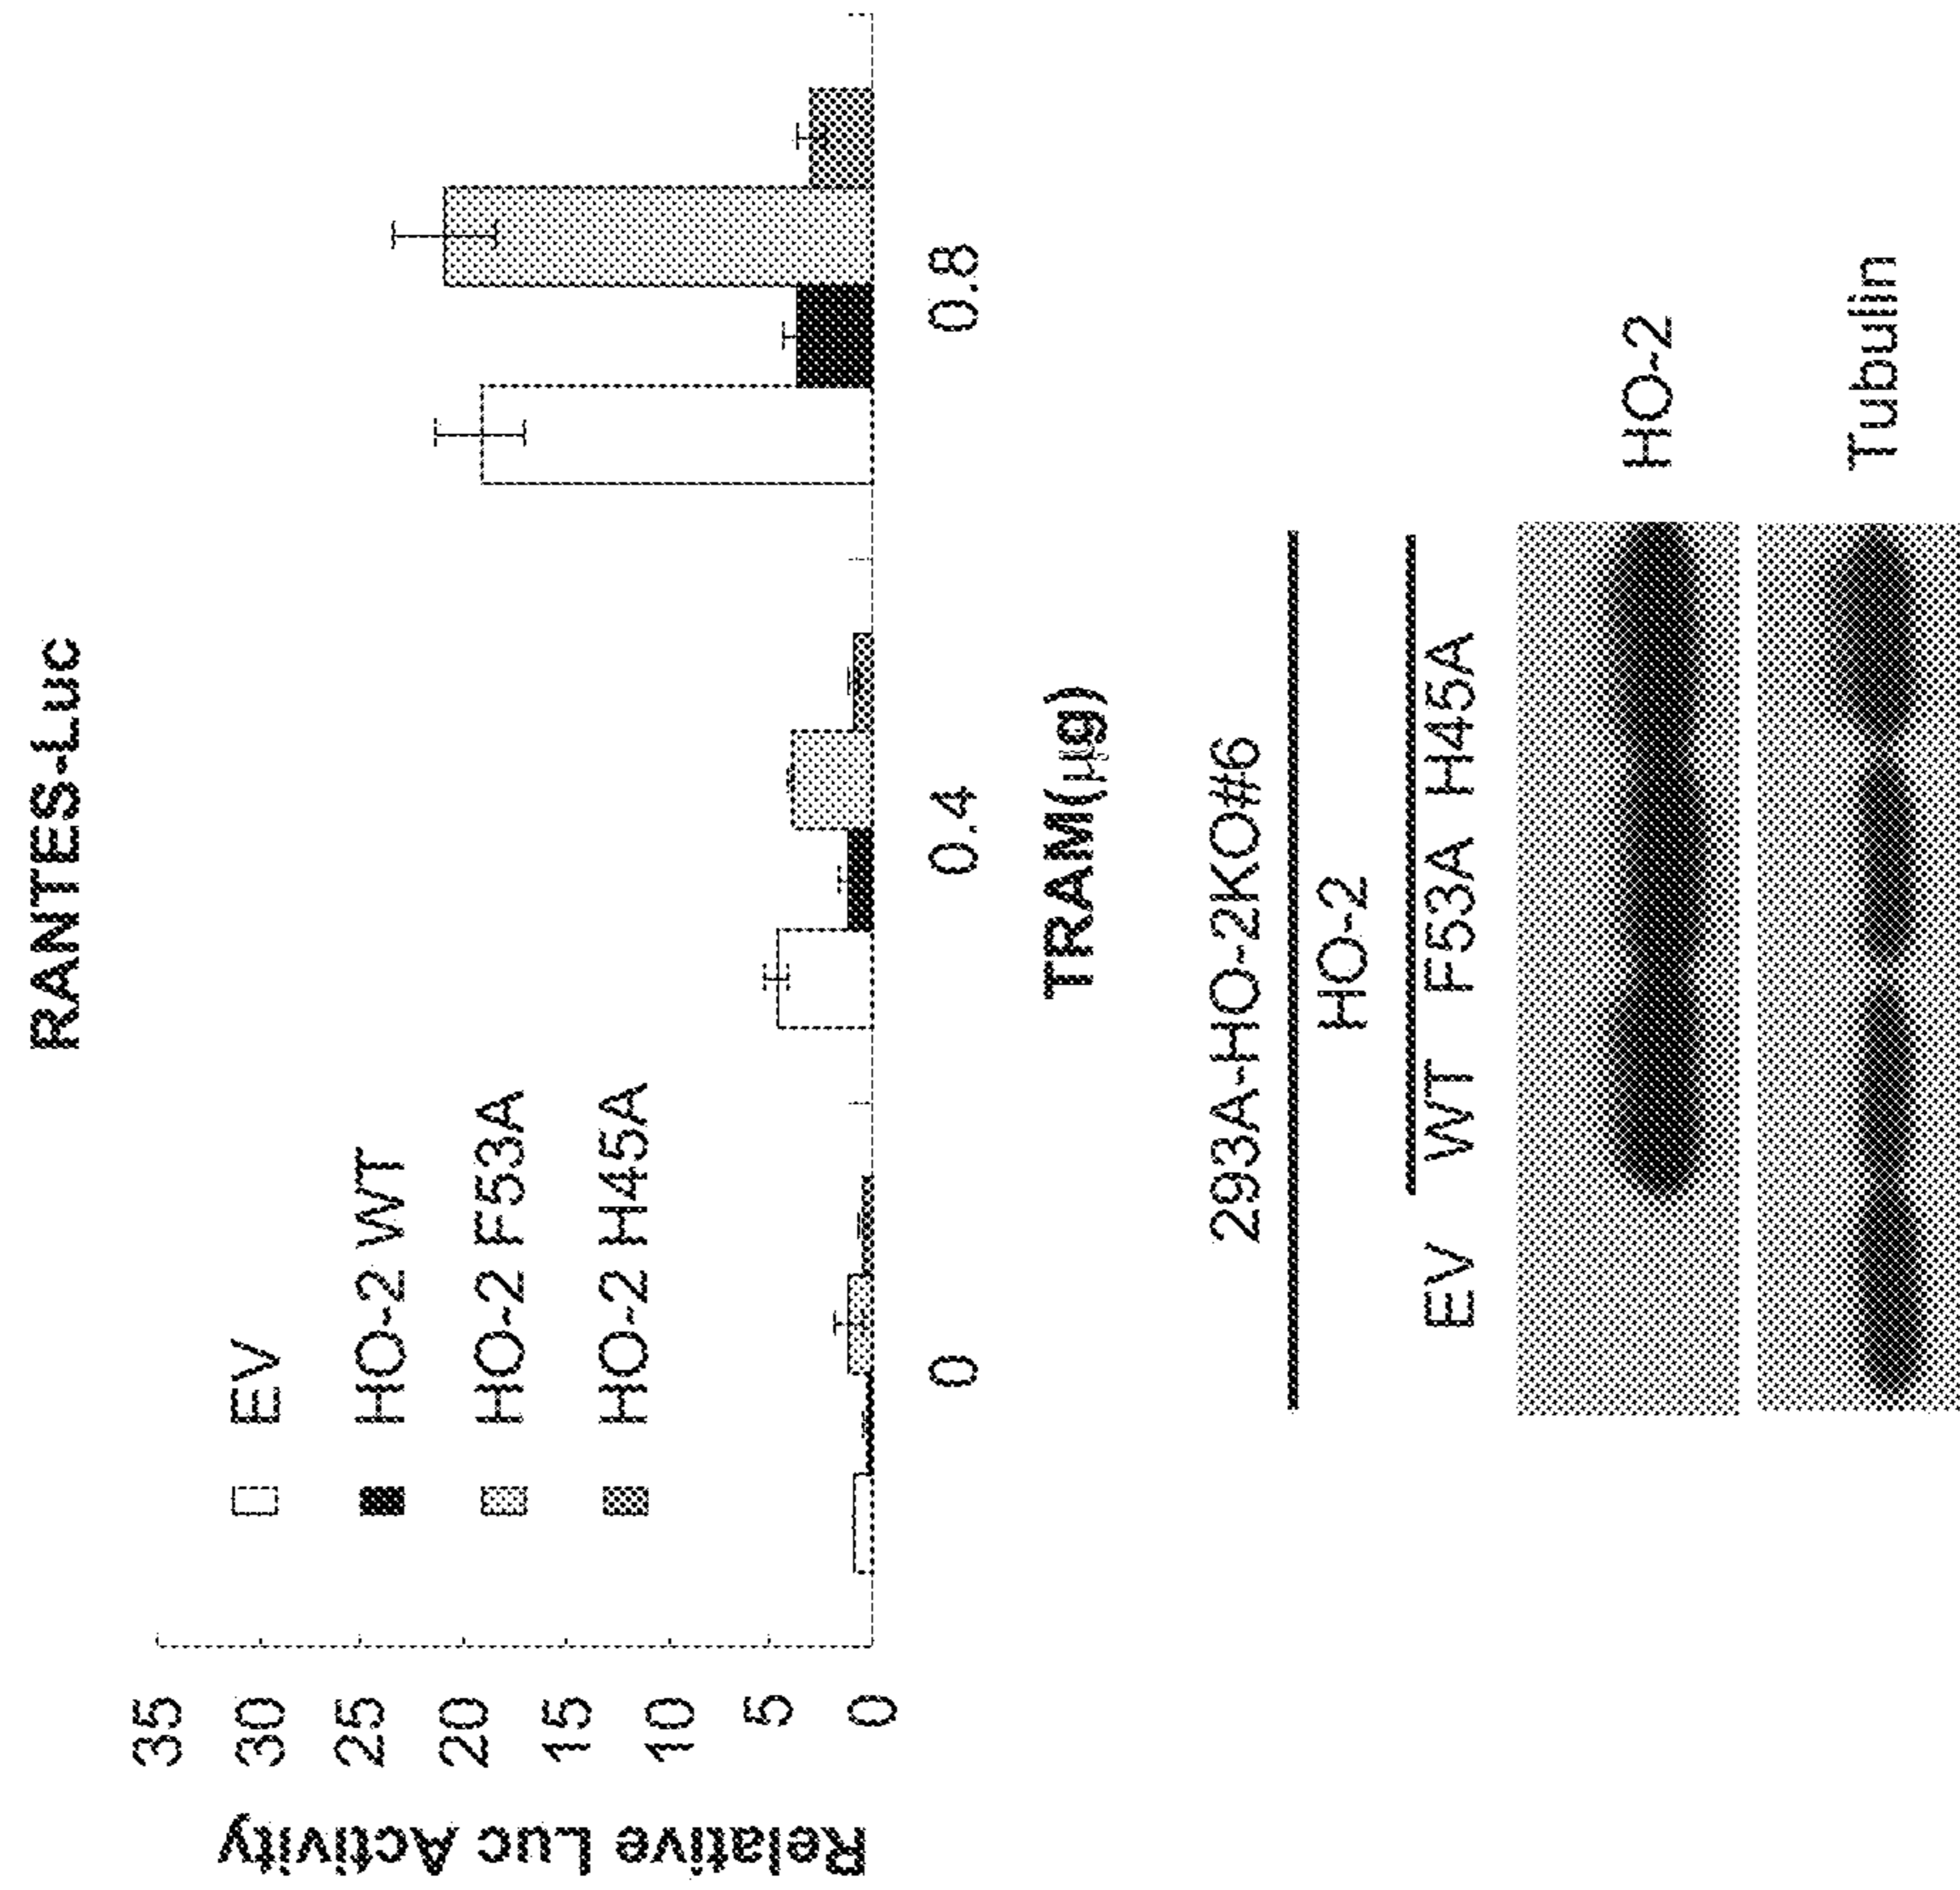 RANTES-Luc
Relative Luc Activity
35
30
25
20
15
10
5
0
EV
HO-2 WT
HO-2 F53A
HO-2 H45A
0 0.4 0.8
TRAM(μg)
293A-HO-2KO#6
HO-2
EV WT F53A H45A
HO-2
Tubulin